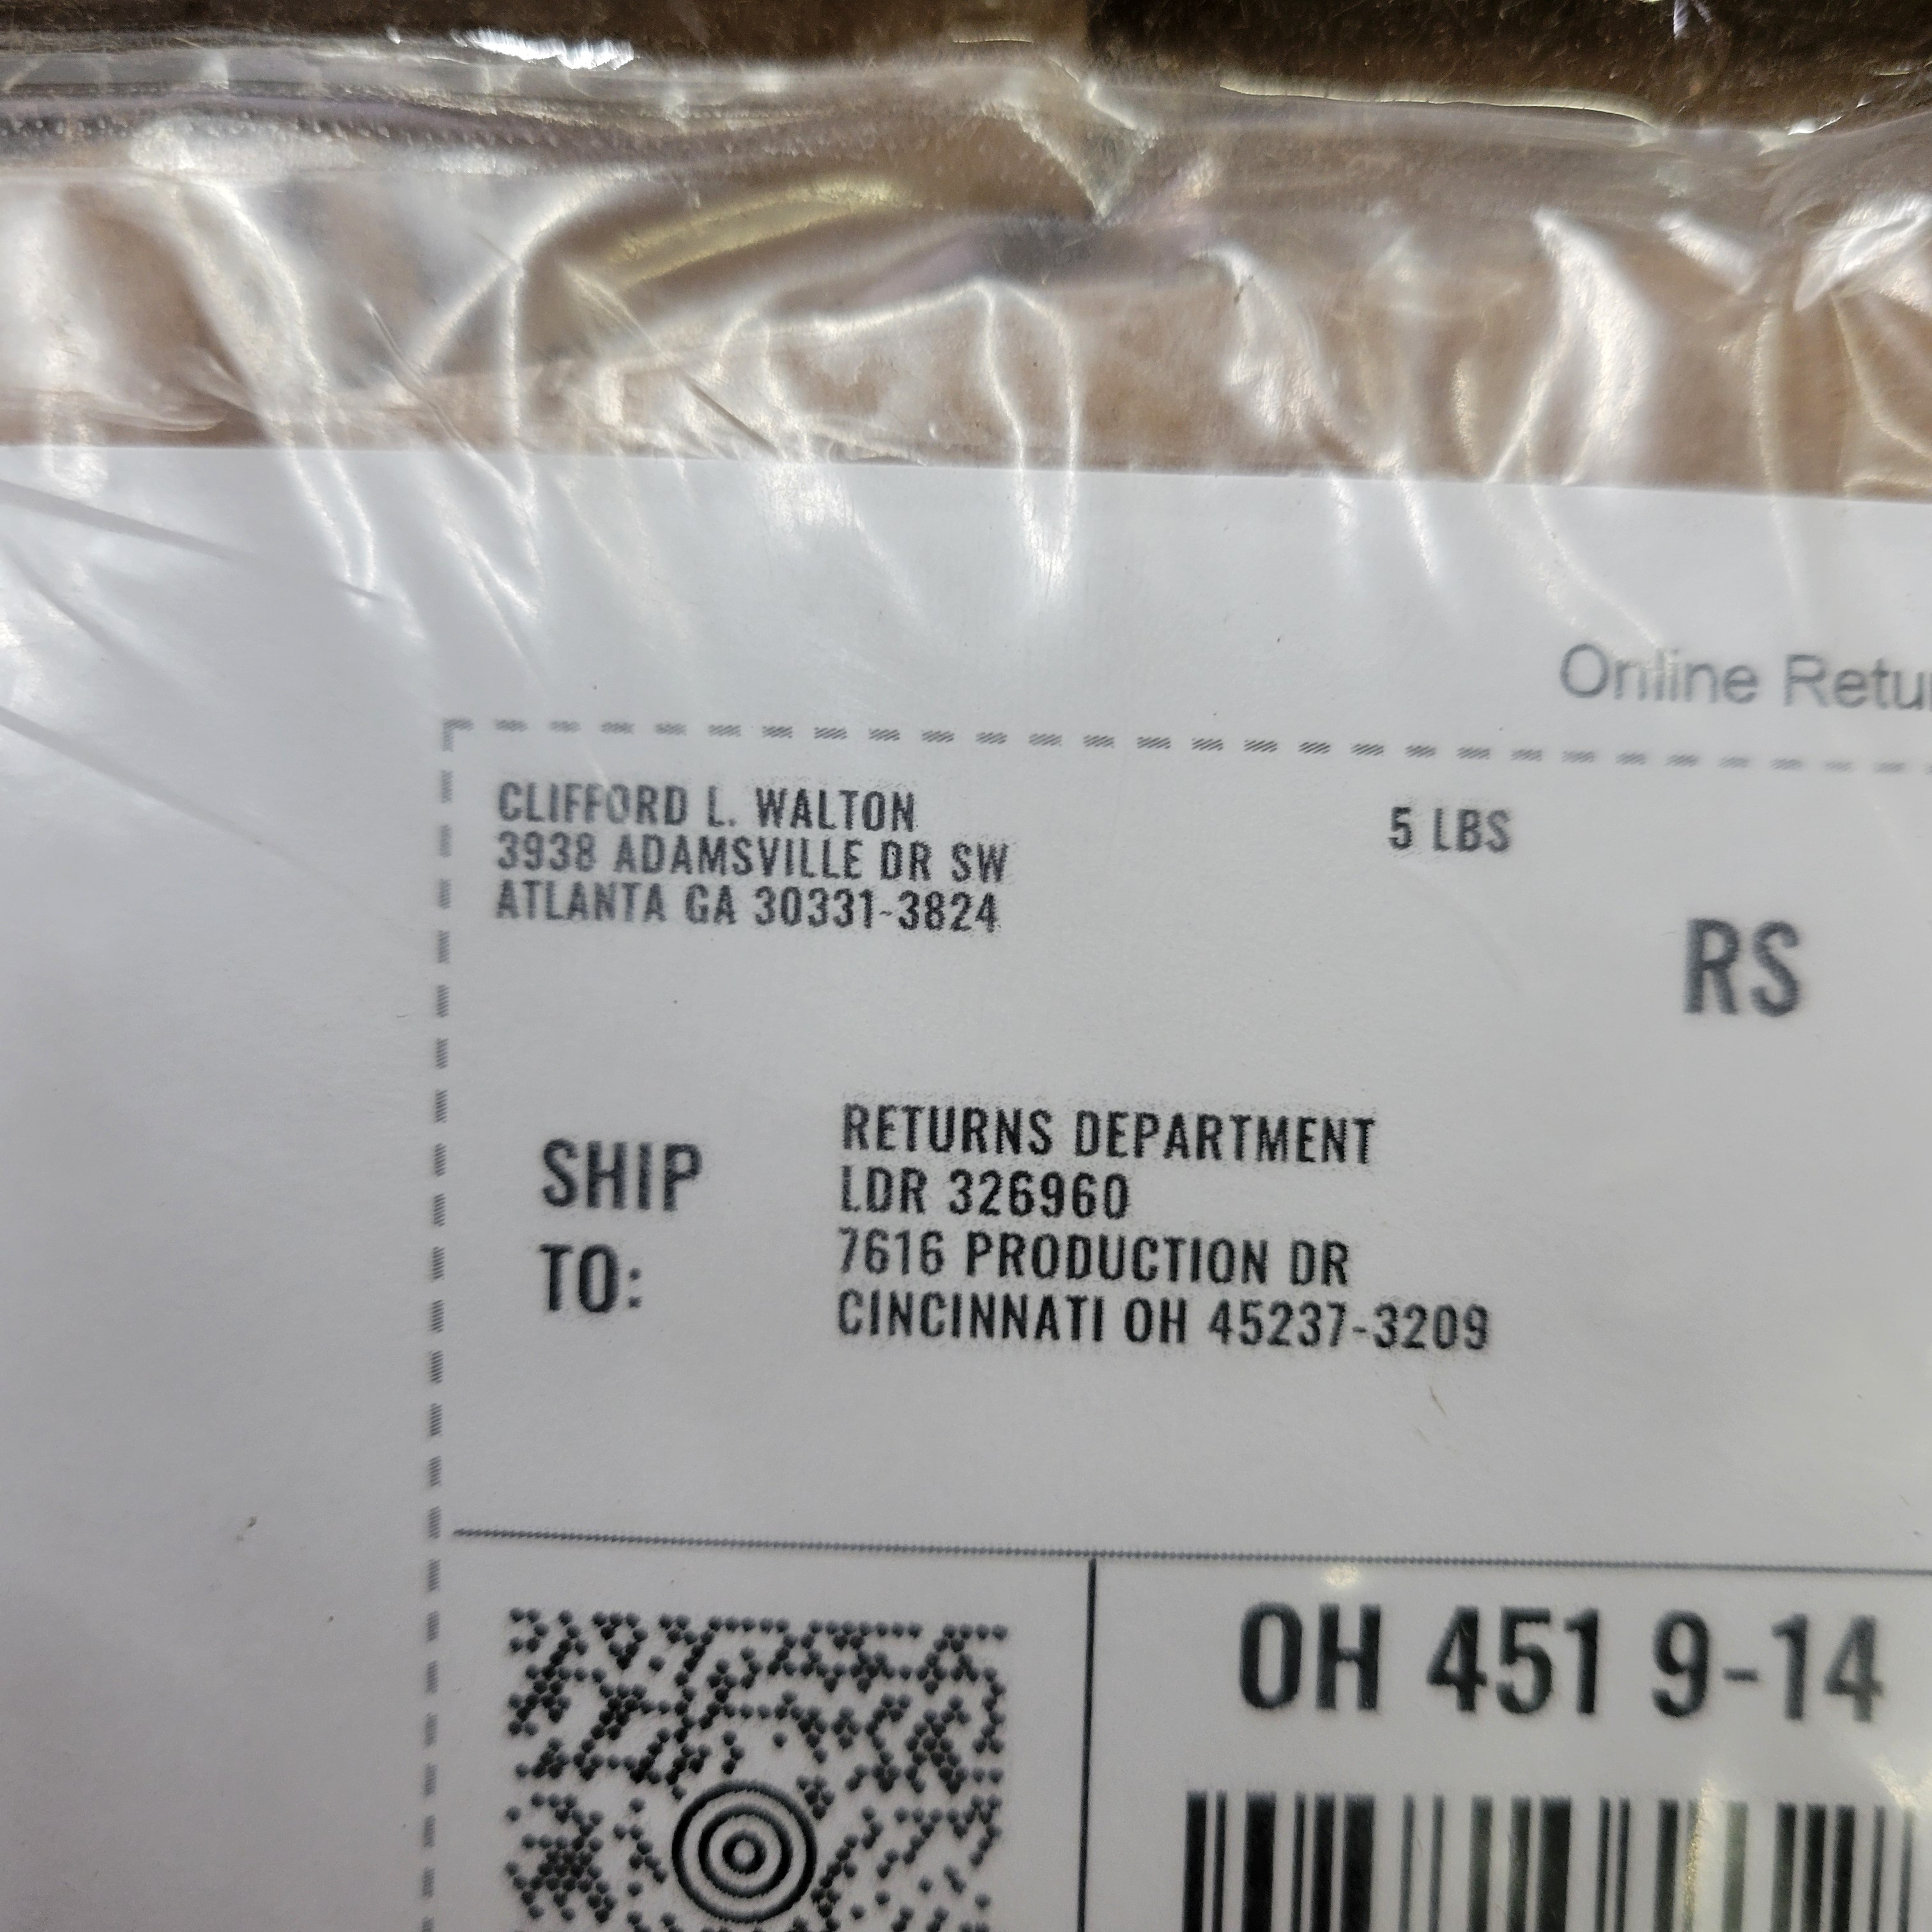 Online Retu
CLIFFORD L. WALTON
3938 ADAMSVILLE DR SW
ATLANTA GA 30331-3824
5 LBS
RS
SHIP
TO:
RETURNS DEPARTMENT
LDR 326960
7616 PRODUCTION DR
CINCINNATI OH 45237-3209
OH 451 9-14